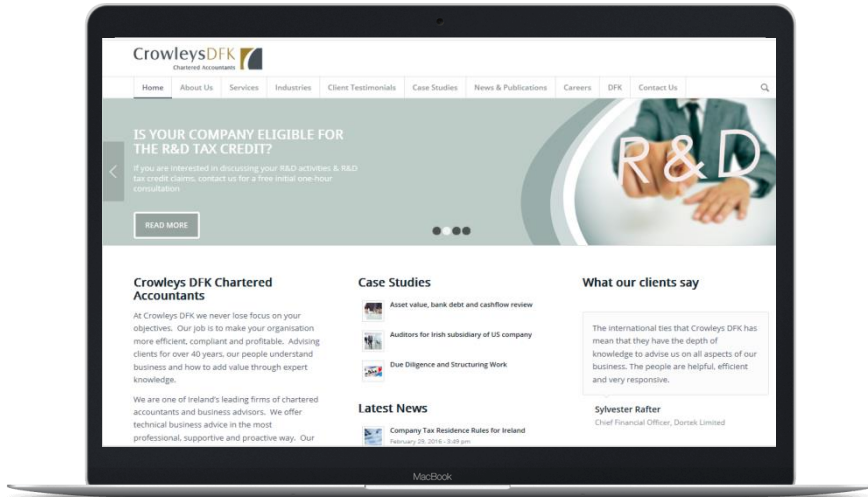 CrowleysDFK
Chartered Accountants
Home About Us Services Industries Client Testimonials Case Studies News & Publications Careers DFK Contact Us
IS YOUR COMPANY ELIGIBLE FOR
THE R&D TAX CREDIT?
If you are interested in discussing your R&D activities & R&D
tax credit claims, contact us for a free initial one-hour
consultation
READ MORE
R&D
Crowleys DFK Chartered
Accountants
At Crowleys DFK we never lose focus on your
objectives. Our job is to make your organisation
more efficient, compliant and profitable. Advising
clients for over 40 years, our people understand
business and how to add value through expert
knowledge.
We are one of Ireland's leading firms of chartered
accountants and business advisors. We offer
technical business advice in the most
professional, supportive and proactive way. Our
Case Studies
Asset value, bank debt and cashflow review
Auditors for Irish subsidiary of US company
Due Diligence and Structuring Work
Latest News
Company Tax Residence Rules for Ireland
February 29, 2016 - 3:49 pm
What our clients say
The international ties that Crowleys DFK has
mean that they have the depth of
knowledge to advise us on all aspects of our
business. The people are helpful, efficient
and very responsive.
Sylvester Rafter
Chief Financial Officer, Dortek Limited
MacBook